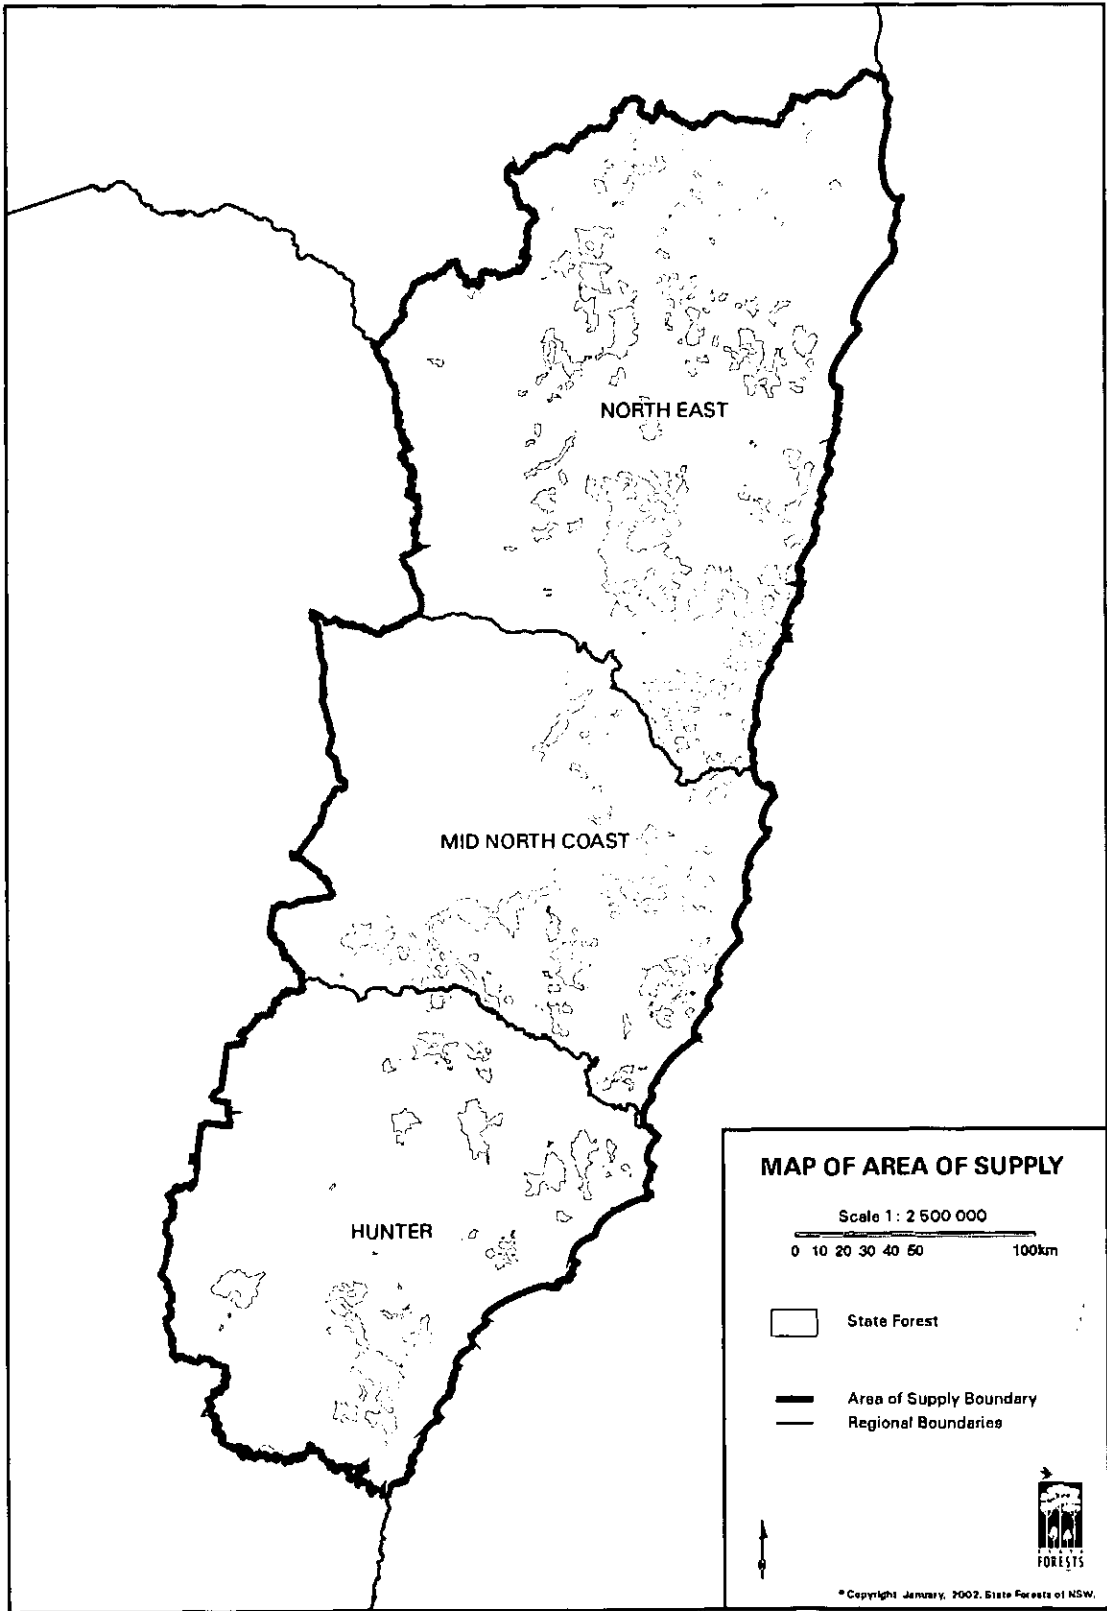 NORTH EAST
MID NORTH COAST
HUNTER
MAP OF AREA OF SUPPLY
Scale 1 : 2 500 000
0 10 20 30 40 50 100km
State Forest
Area of Supply Boundary
Regional Boundaries
STATE
FORESTS
© Copyright January, 2002. State Forests of NSW.